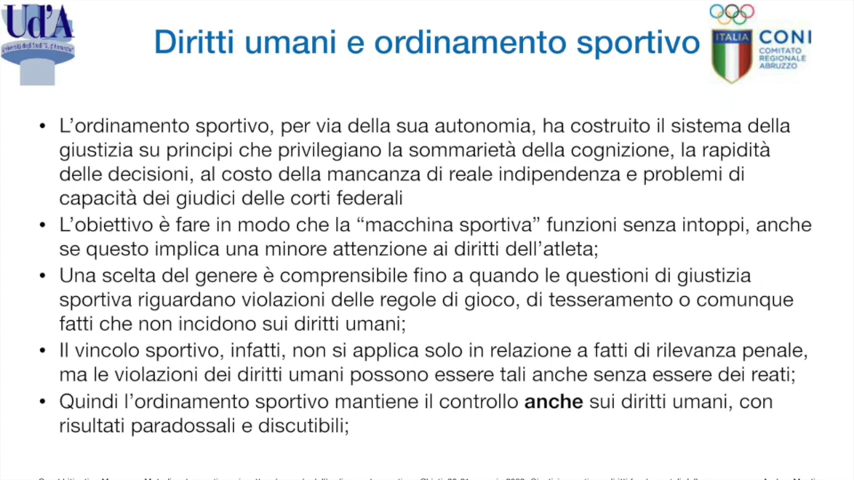 Ud'A
Diritti umani e ordinamento sportivo
ITALIA
CONI
COMITATO
REGIONALE
ABRUZZO
• L'ordinamento sportivo, per via della sua autonomia, ha costruito il sistema della
giustizia su principi che privilegiano la sommarietà della cognizione, la rapidità
delle decisioni, al costo della mancanza di reale indipendenza e problemi di
capacità dei giudici delle corti federali
• L'obiettivo è fare in modo che la “macchina sportiva” funzioni senza intoppi, anche
se questo implica una minore attenzione ai diritti dell'atleta;
• Una scelta del genere è comprensibile fino a quando le questioni di giustizia
sportiva riguardano violazioni delle regole di gioco, di tesseramento o comunque
fatti che non incidono sui diritti umani;
• Il vincolo sportivo, infatti, non si applica solo in relazione a fatti di rilevanza penale,
ma le violazioni dei diritti umani possono essere tali anche senza essere dei reati;
• Quindi l'ordinamento sportivo mantiene il controllo anche sui diritti umani, con
risultati paradossali e discutibili;